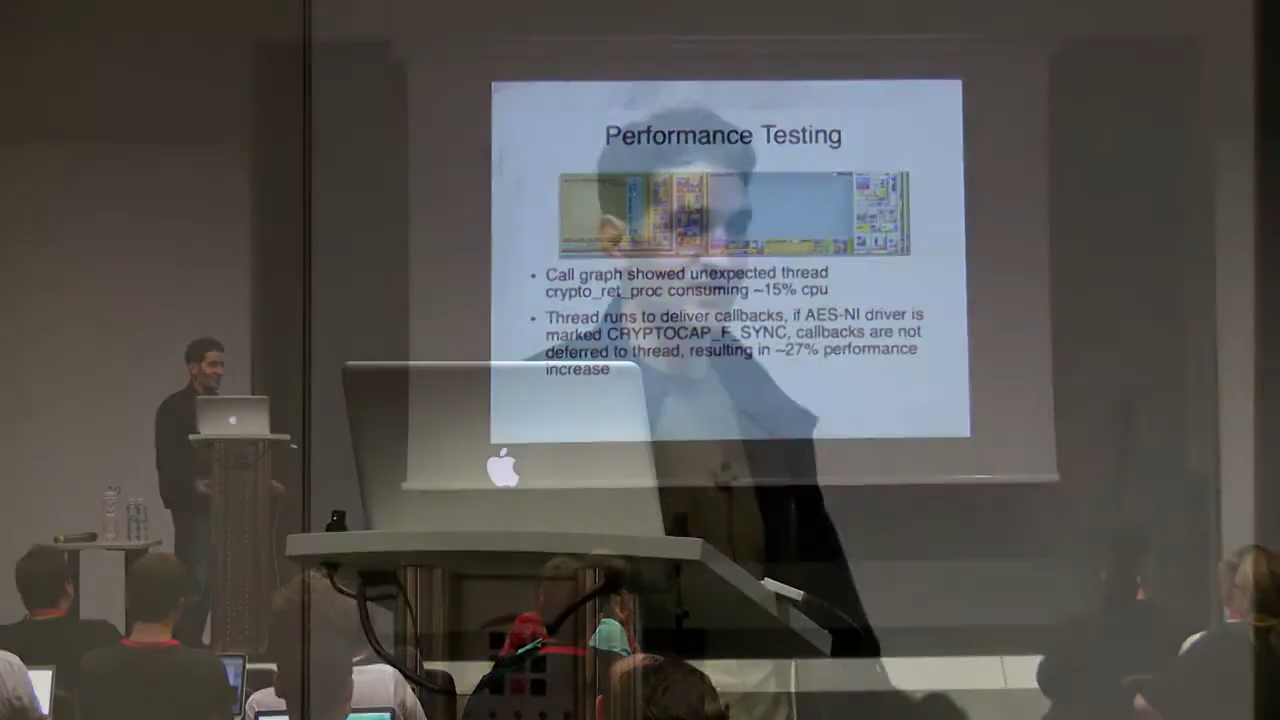 Performance Testing
• Call graph showed unexpected thread
crypto_ret_proc consuming ~15% cpu
• Thread runs to deliver callbacks, if AES-NI driver is
marked CRYPTOCAP_F_SYNC, callbacks are not
deferred to thread, resulting in ~27% performance
increase